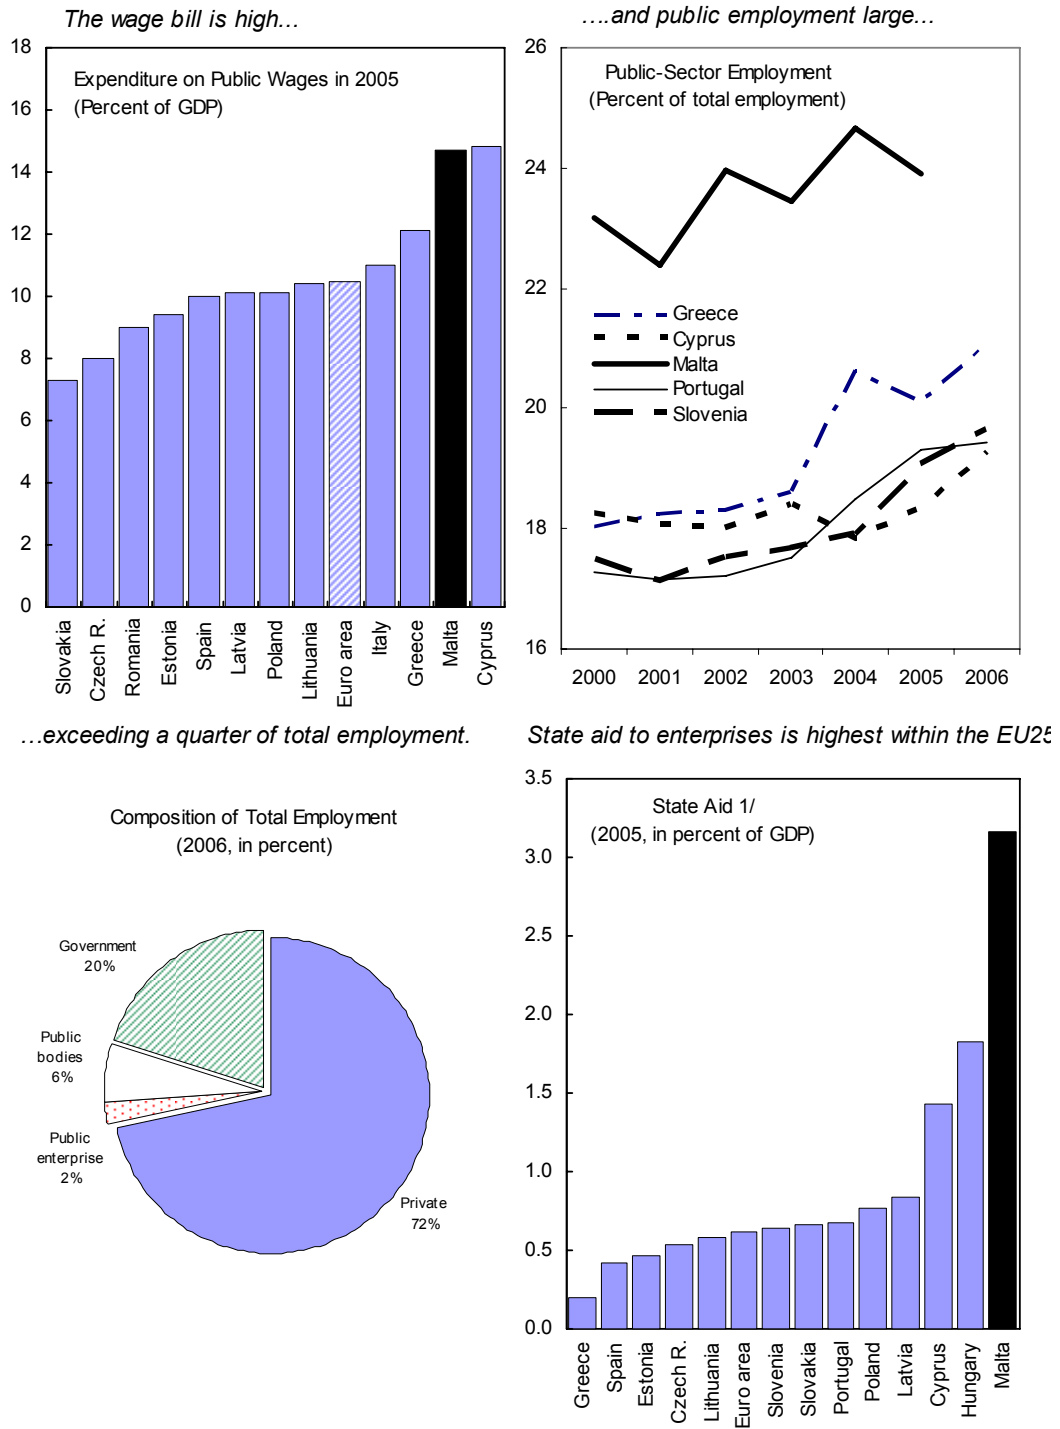 The wage bill is high…
Expenditure on Public Wages in 2005
(Percent of GDP)
18
16
14
12
10
8
6
4
2
0
Slovakia
Czech R.
Romania
Estonia
Spain
Latvia
Poland
Lithuania
Euro area
Italy
Greece
Malta
Cyprus
….and public employment large…
Public-Sector Employment
(Percent of total employment)
26
24
22
20
18
16
Greece
Cyprus
Malta
Portugal
Slovenia
2000 2001 2002 2003 2004 2005 2006
…exceeding a quarter of total employment.
Composition of Total Employment
(2006, in percent)
Government
20%
Public
bodies
6%
Public
enterprise
2%
Private
72%
State aid to enterprises is highest within the EU25
State Aid 1/
(2005, in percent of GDP)
3.5
3.0
2.5
2.0
1.5
1.0
0.5
0.0
Greece
Spain
Estonia
Czech R.
Lithuania
Euro area
Slovenia
Slovakia
Portugal
Poland
Latvia
Cyprus
Hungary
Malta